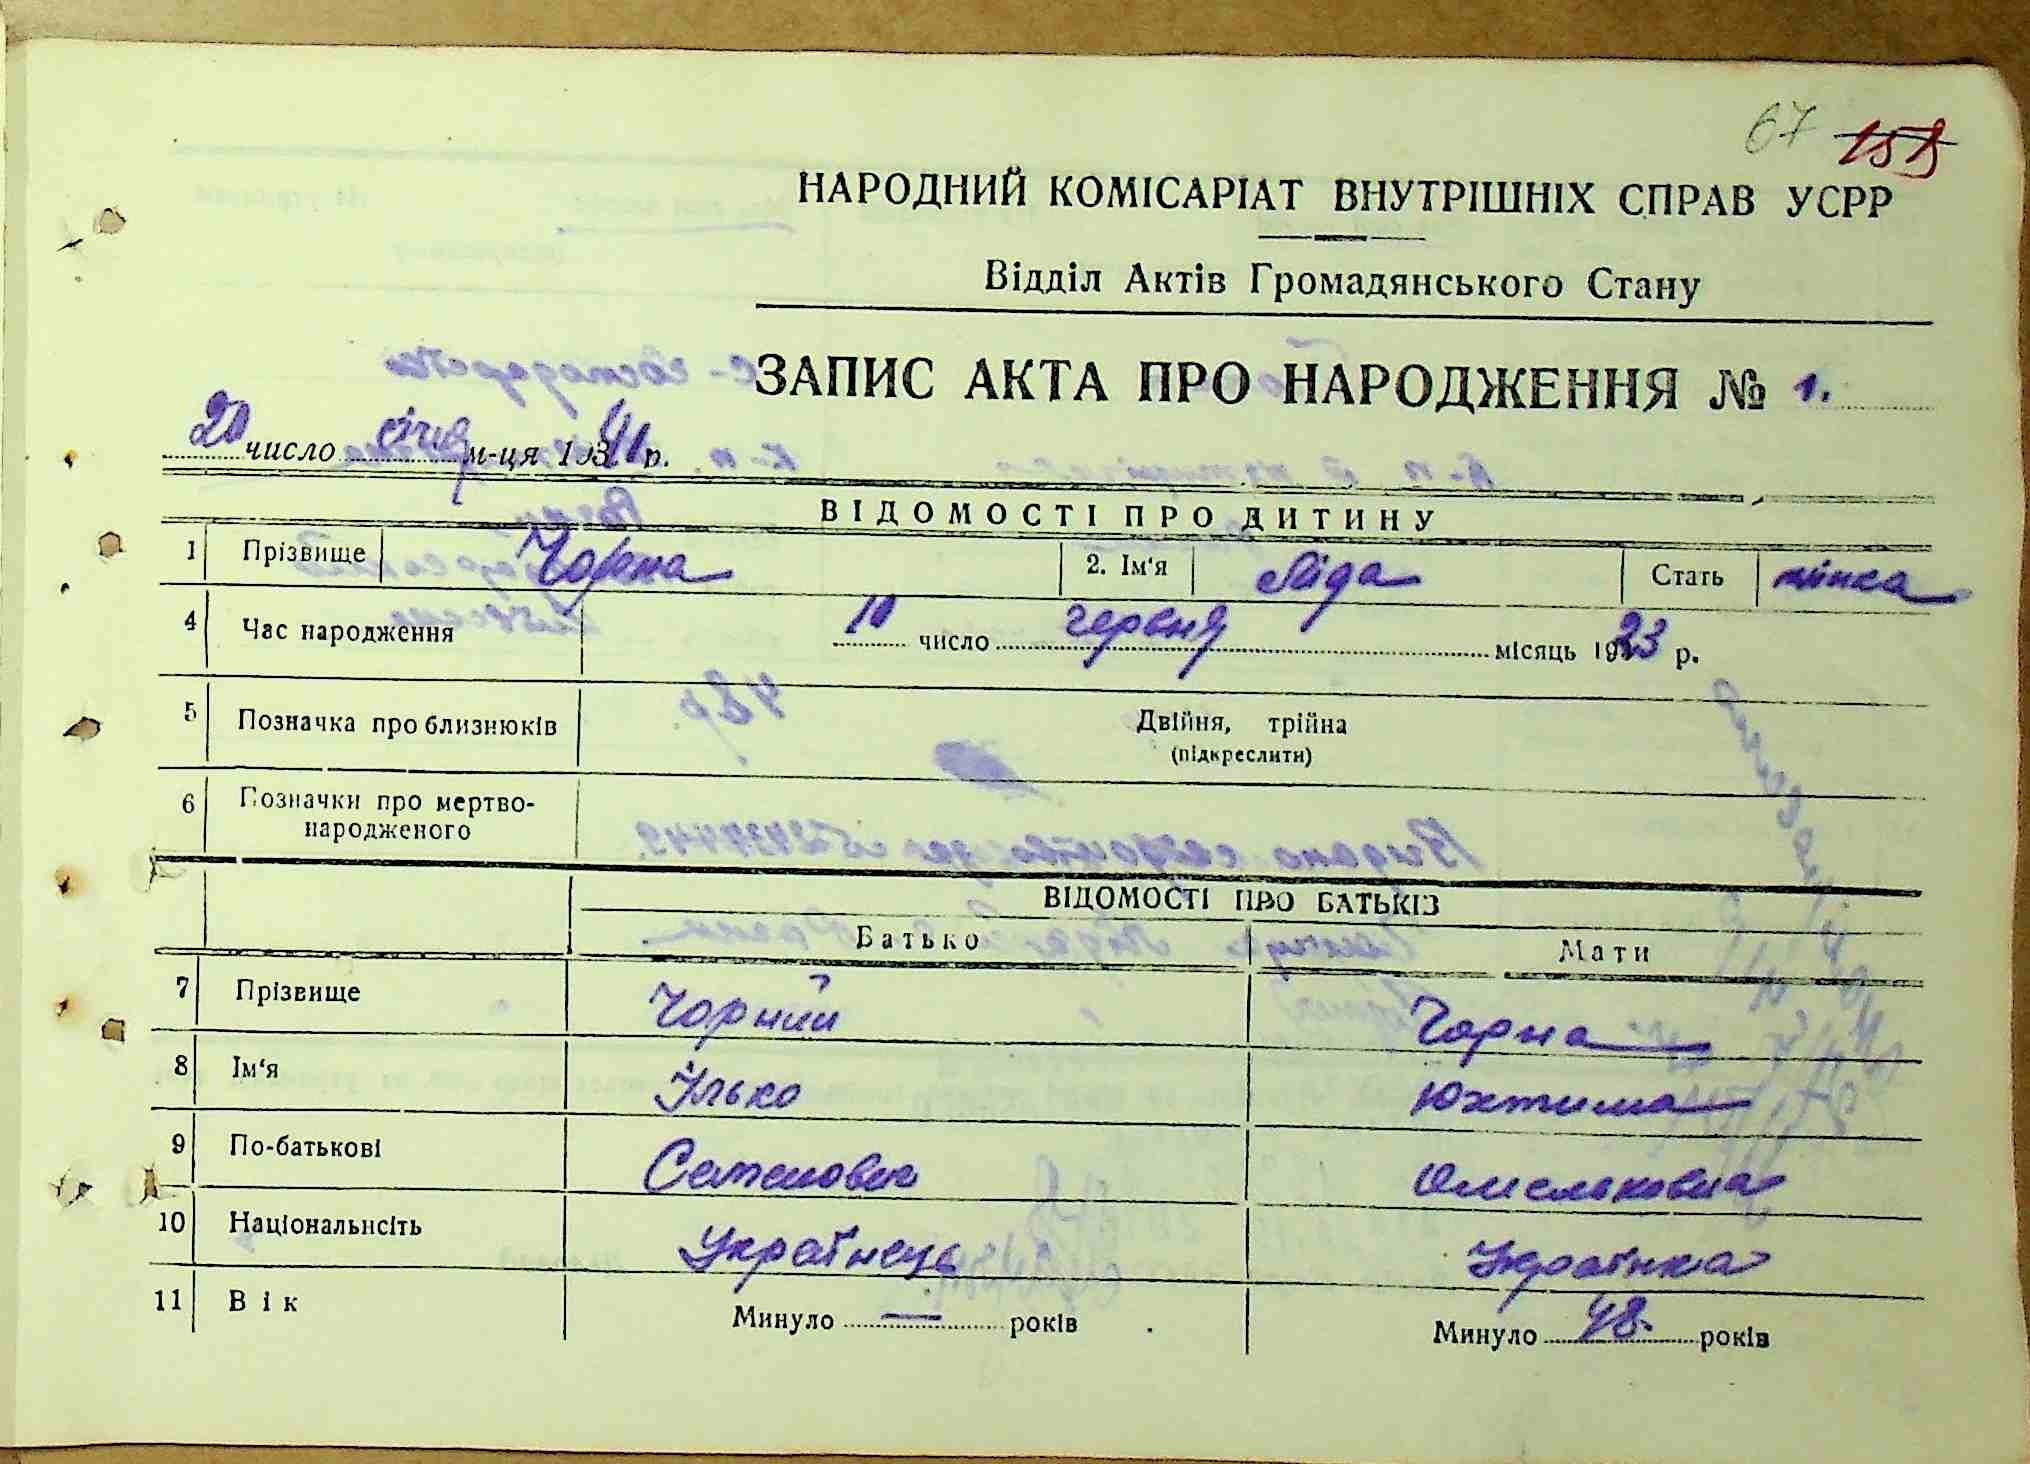 67 155
НАРОДНИЙ КОМІСАРІАТ ВНУТРІШНІХ СПРАВ УСРР
Відділ Актів Громадянського Стану
ЗАПИС АКТА ПРО НАРОДЖЕННЯ № 1.
20 число січня м-ця 1941 р.
ВІДОМОСТІ ПРО ДИТИНУ
1 Прізвище Чорна 2. Ім'я Ліда Стать жінка
4 Час народження 10 число червня місяць 1923 р.
5 Позначка про близнюків Двійня, трійна
(підкреслити)
6 Позначки про мертво-
народженого
ВІДОМОСТІ ПРО БАТЬКІВ
Батько Мати
7 Прізвище Чорний Чорна
8 Ім'я Ілько Юхтима
9 По-батькові Семенович Омельковна
10 Національнсіть Українець Українка
11 Вік Минуло — років Минуло 48. років